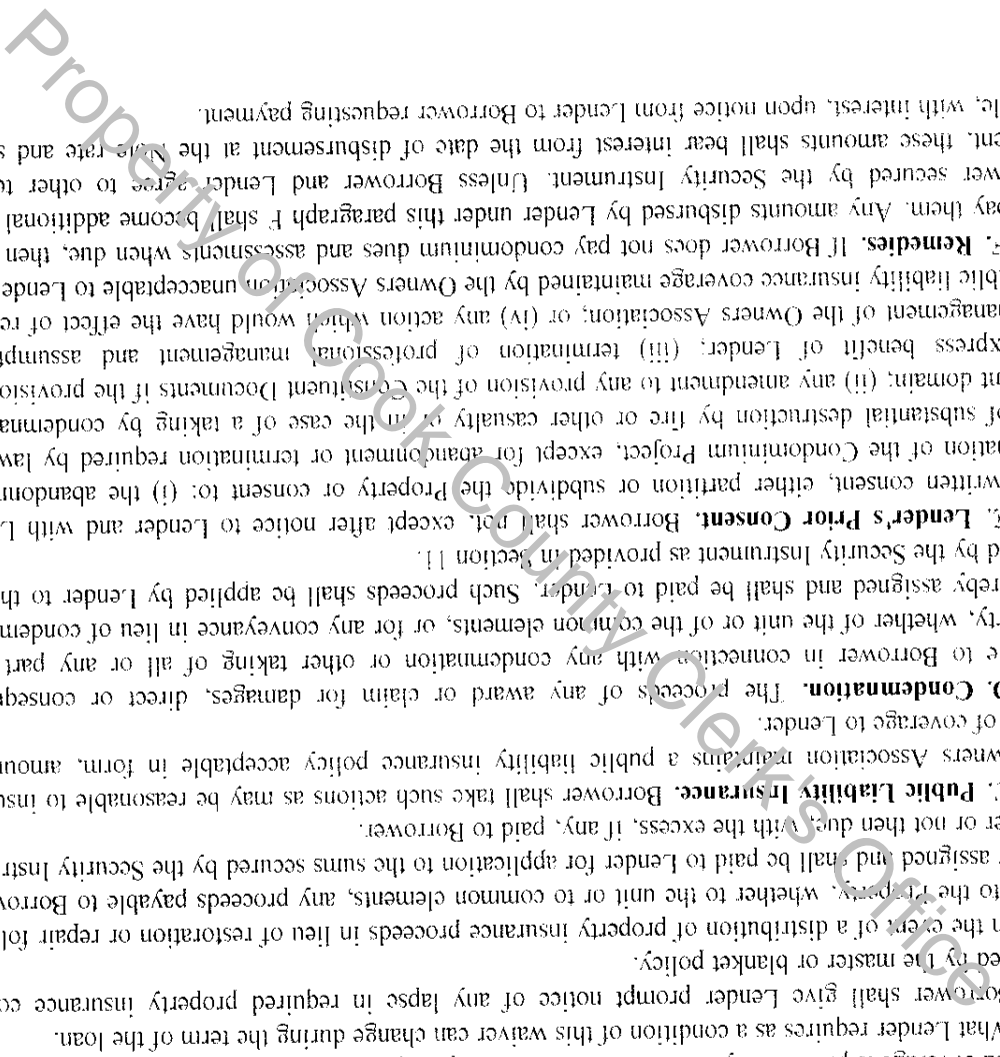 What Lender requires as a condition of this waiver can change during the term of the loan.
Borrower shall give Lender prompt notice of any lapse in required property insurance co
ed by the master or blanket policy.
n the event of a distribution of property insurance proceeds in lieu of restoration or repair fol
to the Property, whether to the unit or to common elements, any proceeds payable to Borrow
assigned and shall be paid to Lender for application to the sums secured by the Security Instr
er or not then due, with the excess, if any, paid to Borrower.
C. Public Liability Insurance. Borrower shall take such actions as may be reasonable to insu
wners Association maintains a public liability insurance policy acceptable in form, amoun
of coverage to Lender.
D. Condemnation. The proceeds of any award or claim for damages, direct or conseq
e to Borrower in connection with any condemnation or other taking of all or any part
rty, whether of the unit or of the common elements, or for any conveyance in lieu of condem
reby assigned and shall be paid to Lender. Such proceeds shall be applied by Lender to th
d by the Security Instrument as provided in Section 11.
E. Lender's Prior Consent. Borrower shall not, except after notice to Lender and with L
written consent, either partition or subdivide the Property or consent to: (i) the abandonm
nation of the Condominium Project, except for abandonment or termination required by law
of substantial destruction by fire or other casualty or in the case of a taking by condemna
nt domain; (ii) any amendment to any provision of the Constituent Documents if the provisio
express benefit of Lender; (iii) termination of professional management and assumpt
nanagement of the Owners Association; or (iv) any action which would have the effect of re
blic liability insurance coverage maintained by the Owners Association unacceptable to Lende
F. Remedies. If Borrower does not pay condominium dues and assessments when due, then
pay them. Any amounts disbursed by Lender under this paragraph F shall become additional
wer secured by the Security Instrument. Unless Borrower and Lender agree to other te
ent, these amounts shall bear interest from the date of disbursement at the Note rate and s
le, with interest, upon notice from Lender to Borrower requesting payment.
Property of Cook County Clerk's Office